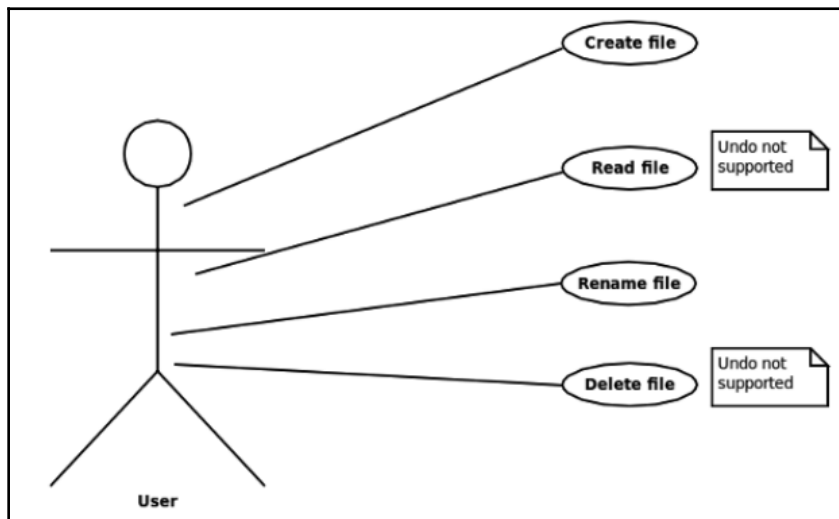 Create file
Read file
Undo not
supported
Rename file
Delete file
Undo not
supported
User